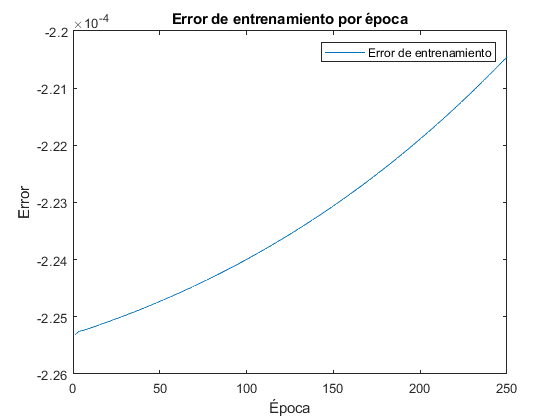 Error de entrenamiento por época
×10-4
-2.2
Error de entrenamiento
-2.21
-2.22
-2.23
-2.24
-2.25
-2.26
Error
0 50 100 150 200 250
Época